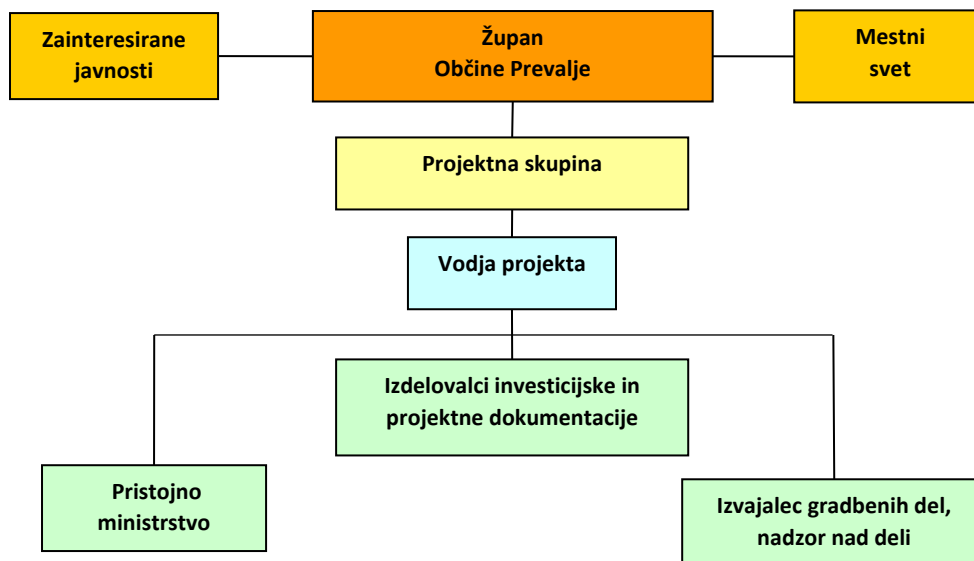 Zainteresirane
javnosti
Župan
Občine Prevalje
Mestni
svet
Projektna skupina
Vodja projekta
Izdelovalci investicijske in
projektne dokumentacije
Pristojno
ministrstvo
Izvajalec gradbenih del,
nadzor nad deli